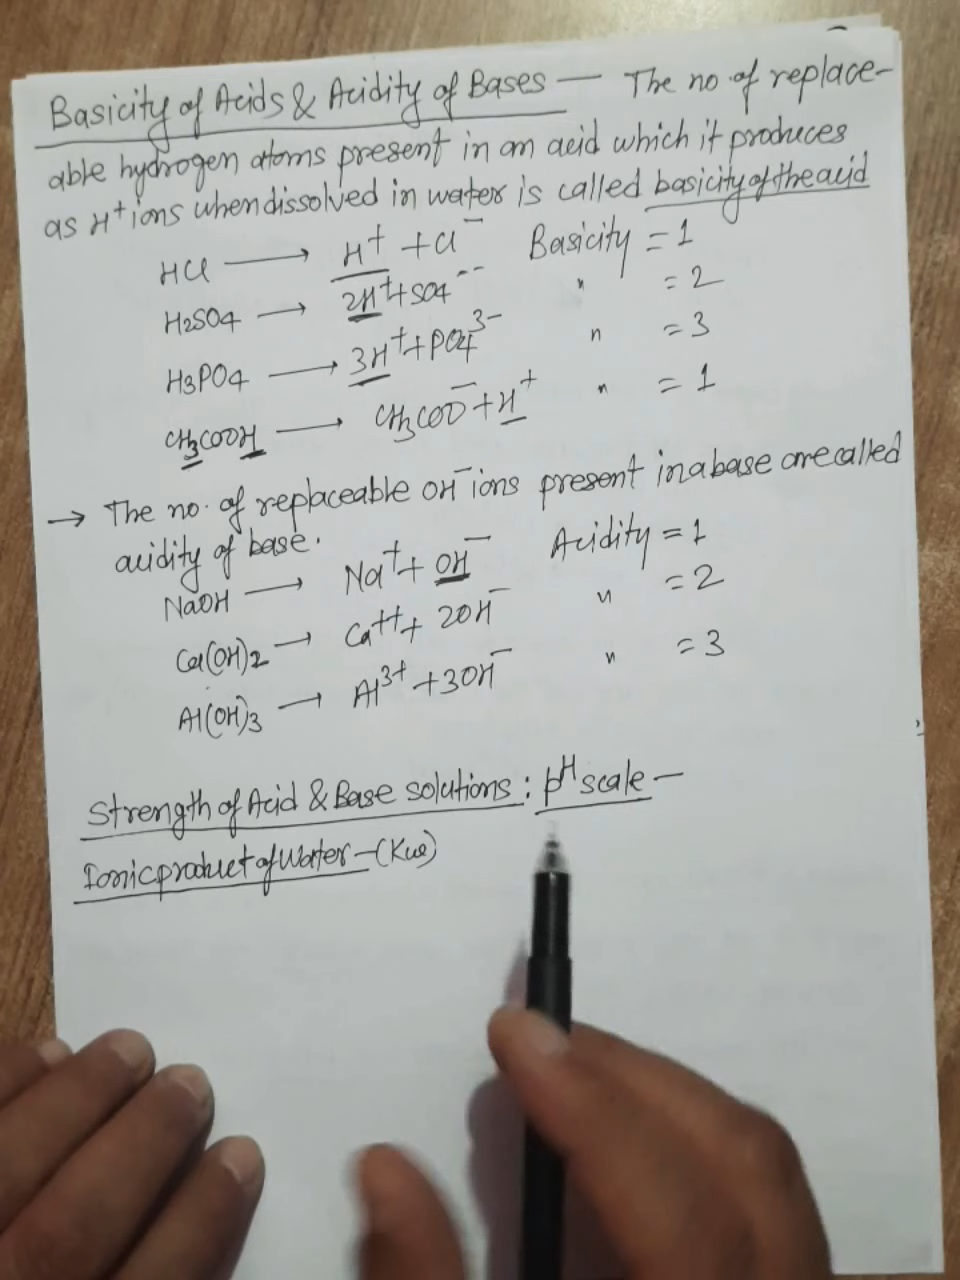 Basicity of Acids & Acidity of Bases — The no of replace-
able hydrogen atoms present in an acid which it produces
as H+ ions when dissolved in water is called basicity of the acid
HCl → H+ + Cl- Basicity = 1
H2SO4 → 2H+ + SO4-- " = 2
H3PO4 → 3H+ + PO4 3- " = 3
CH3COOH → CH3COO- + H+ " = 1
→ The no. of replaceable OH- ions present in a base are called
acidity of base.
NaOH → Na+ + OH- Acidity = 1
Ca(OH)2 → Ca++ + 2OH- " = 2
Al(OH)3 → Al3+ + 3OH- " = 3
Strength of Acid & Base solutions : pH scale —
Ionic product of Water — (Kw)